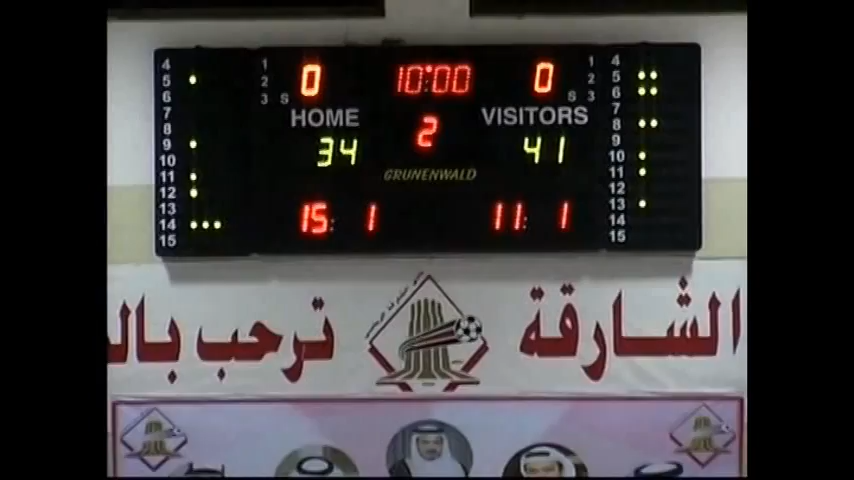 4 1 0 10:00 0 1 4
5 2 2 5
6 3 S S 3 6
7 HOME 2 VISITORS 7
8 8
9 34 41 9
10 GRUNENWALD 10
11 11
12 12
13 15: 1 11: 1 13
14 14
15 15
الشارقة ترحب بال